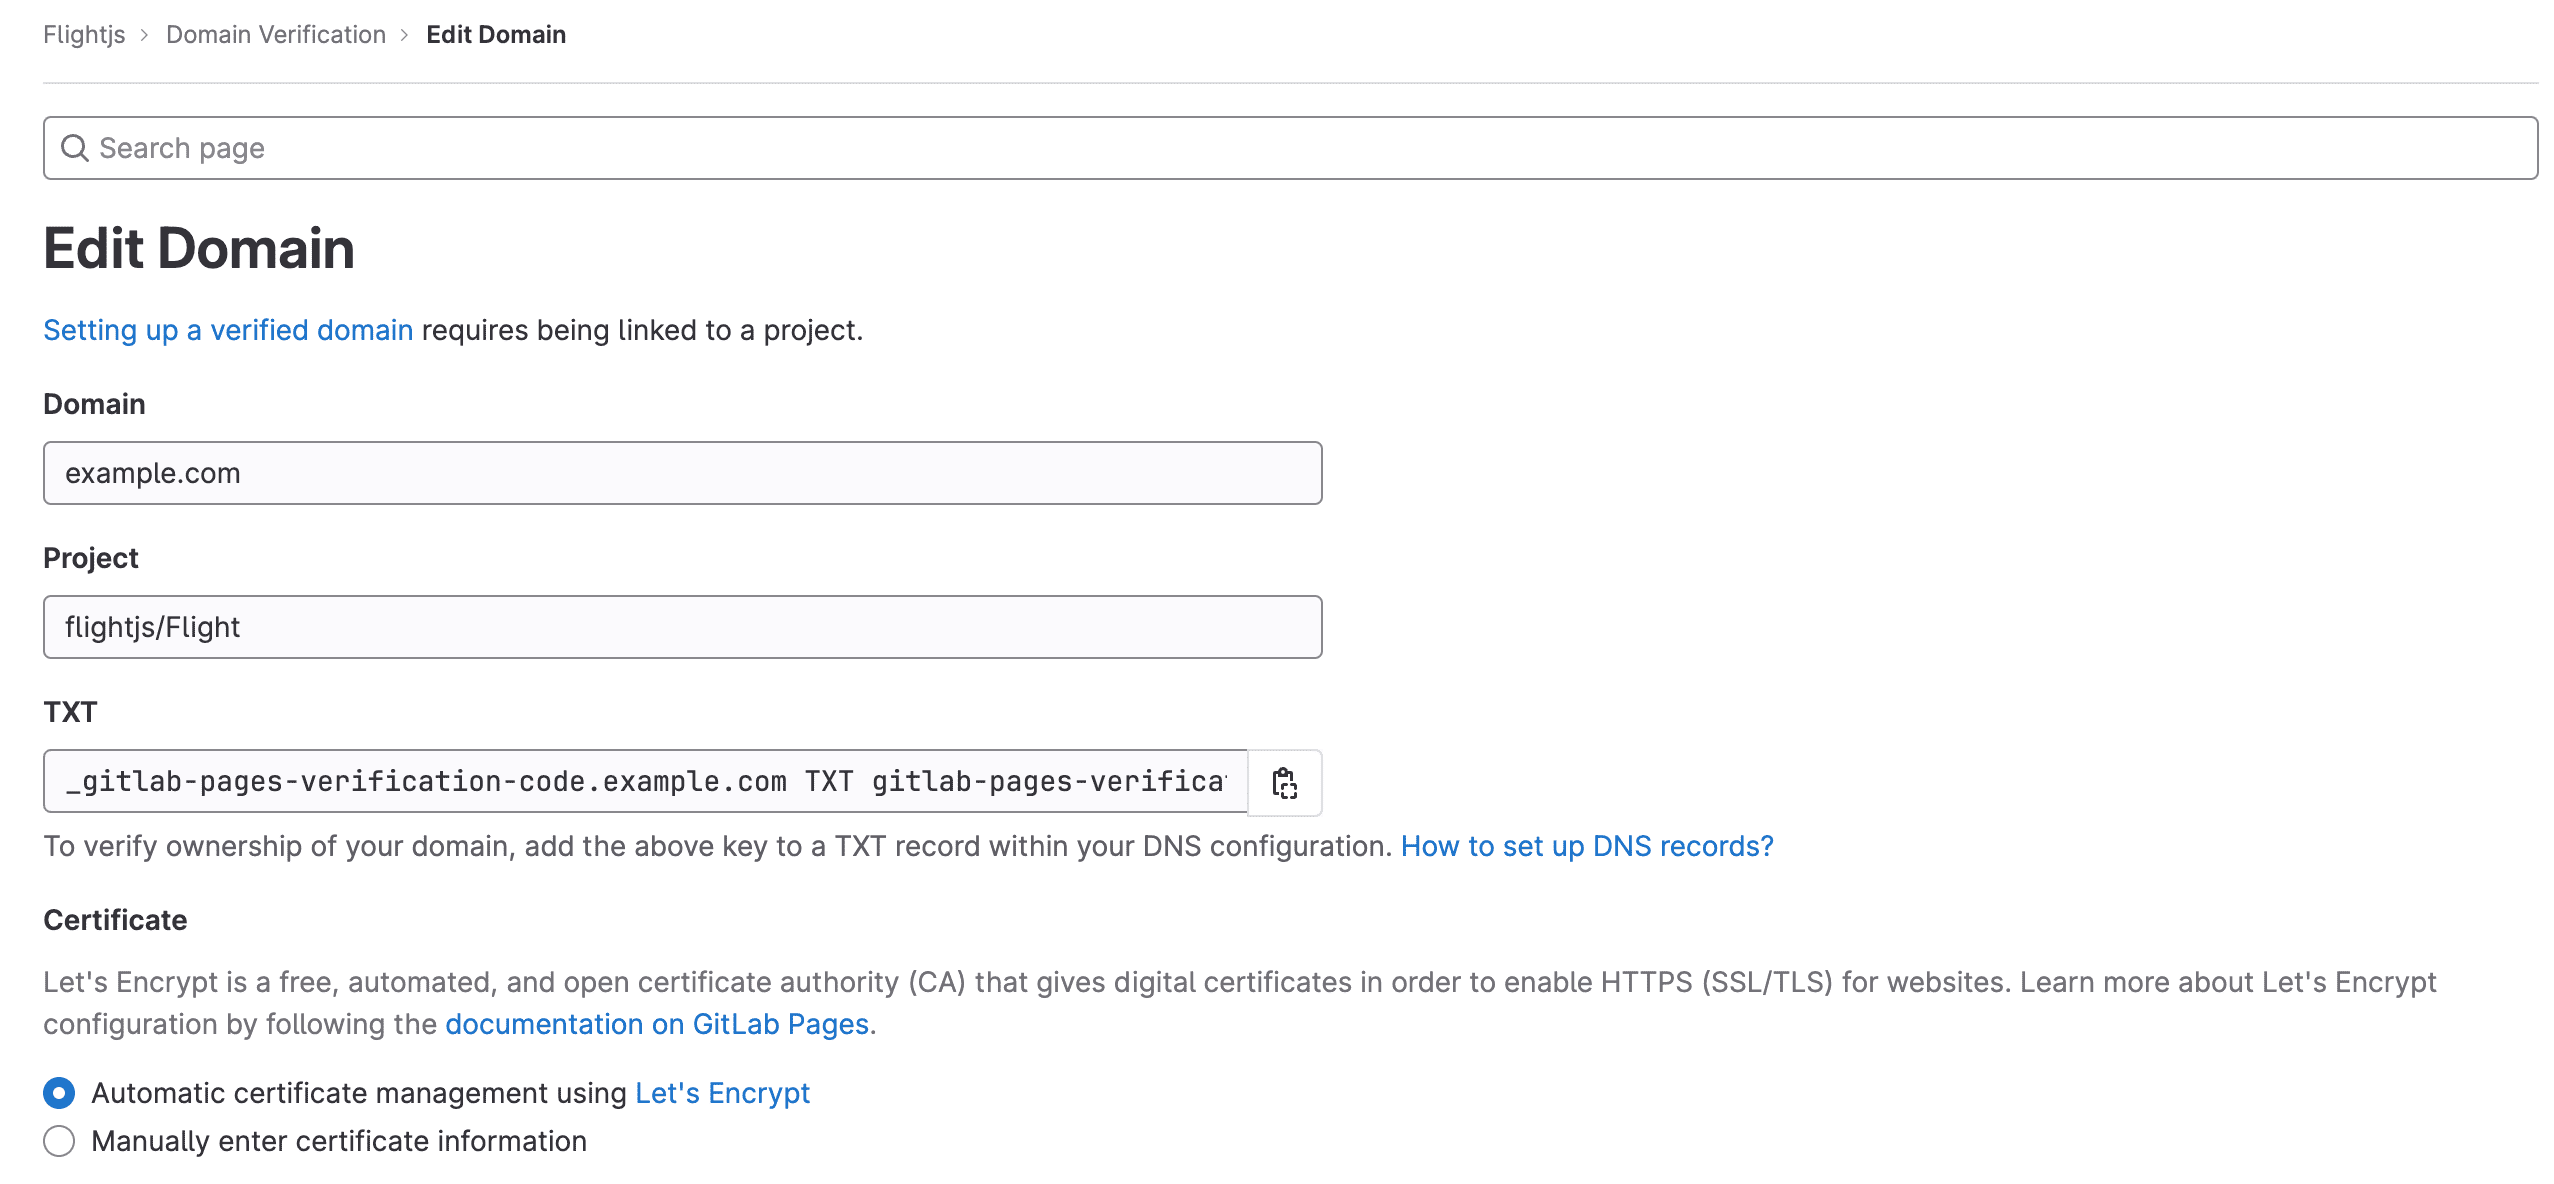 Flightjs > Domain Verification > Edit Domain
Search page
Edit Domain
Setting up a verified domain requires being linked to a project.
Domain
example.com
Project
flightjs/Flight
TXT
_gitlab-pages-verification-code.example.com TXT gitlab-pages-verificat
To verify ownership of your domain, add the above key to a TXT record within your DNS configuration. How to set up DNS records?
Certificate
Let's Encrypt is a free, automated, and open certificate authority (CA) that gives digital certificates in order to enable HTTPS (SSL/TLS) for websites. Learn more about Let's Encrypt
configuration by following the documentation on GitLab Pages.
Automatic certificate management using Let's Encrypt
Manually enter certificate information